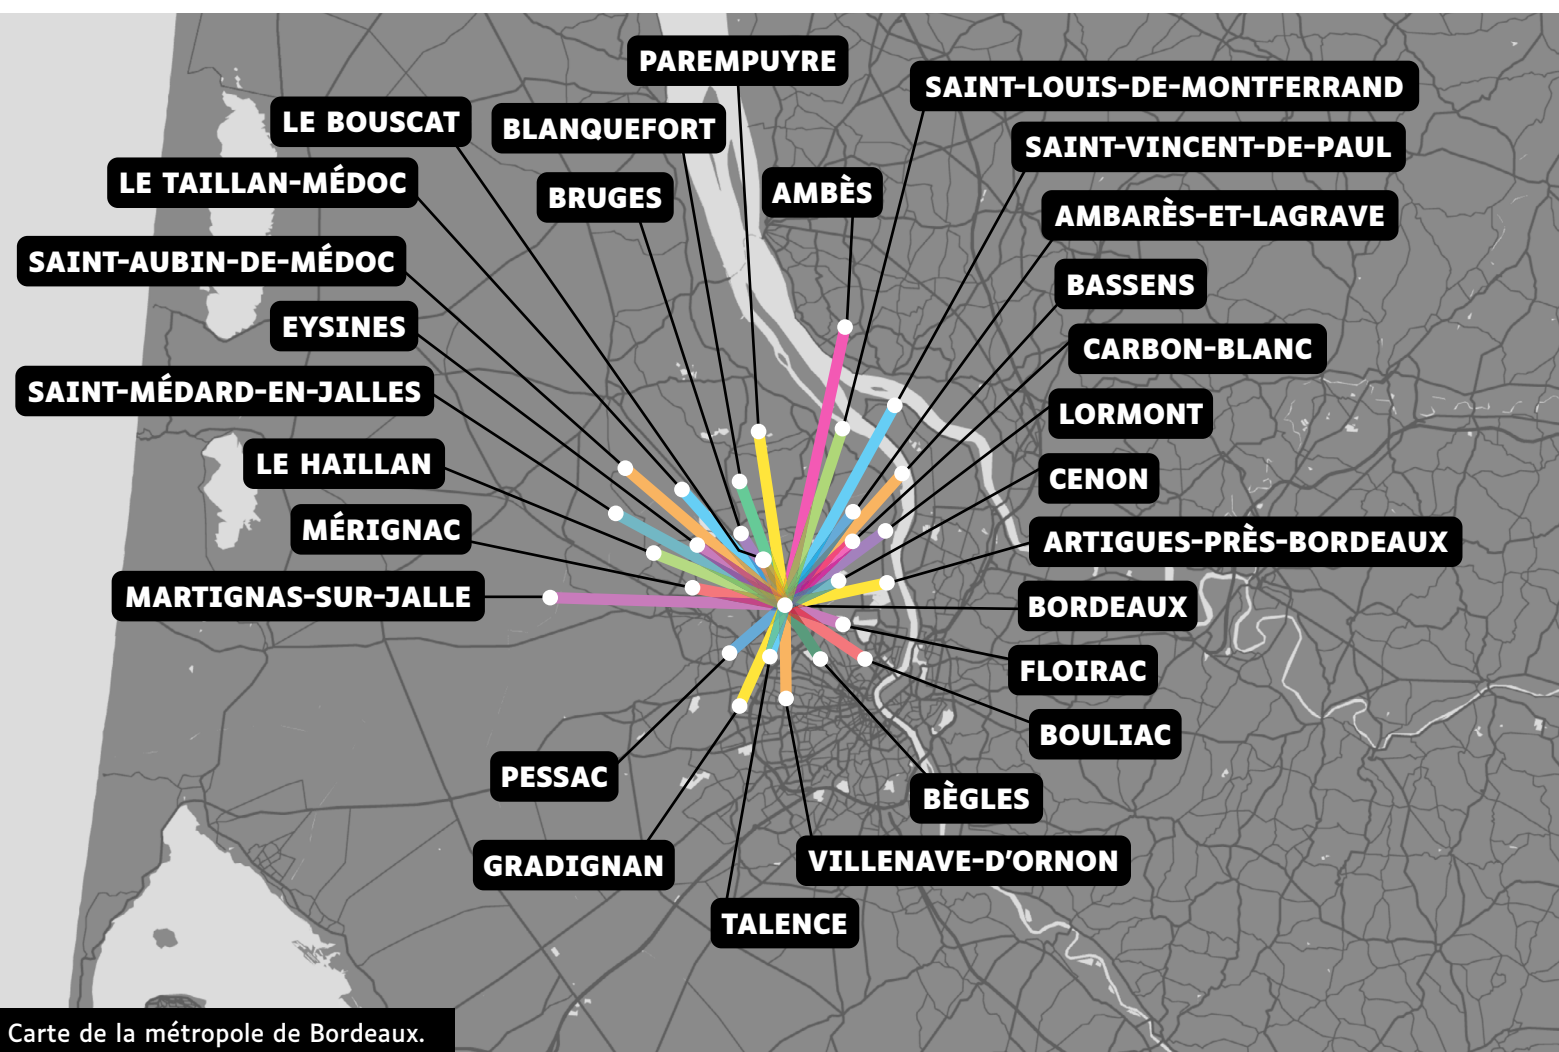 PAREMPUYRE
SAINT-LOUIS-DE-MONTFERRAND
LE BOUSCAT
BLANQUEFORT
SAINT-VINCENT-DE-PAUL
LE TAILLAN-MÉDOC
BRUGES
AMBÈS
AMBARÈS-ET-LAGRAVE
SAINT-AUBIN-DE-MÉDOC
BASSENS
EYSINES
CARBON-BLANC
SAINT-MÉDARD-EN-JALLES
LORMONT
LE HAILLAN
CENON
MÉRIGNAC
ARTIGUES-PRÈS-BORDEAUX
MARTIGNAS-SUR-JALLE
BORDEAUX
FLOIRAC
BOULIAC
PESSAC
BÈGLES
GRADIGNAN
VILLENAVE-D'ORNON
TALENCE
Carte de la métropole de Bordeaux.